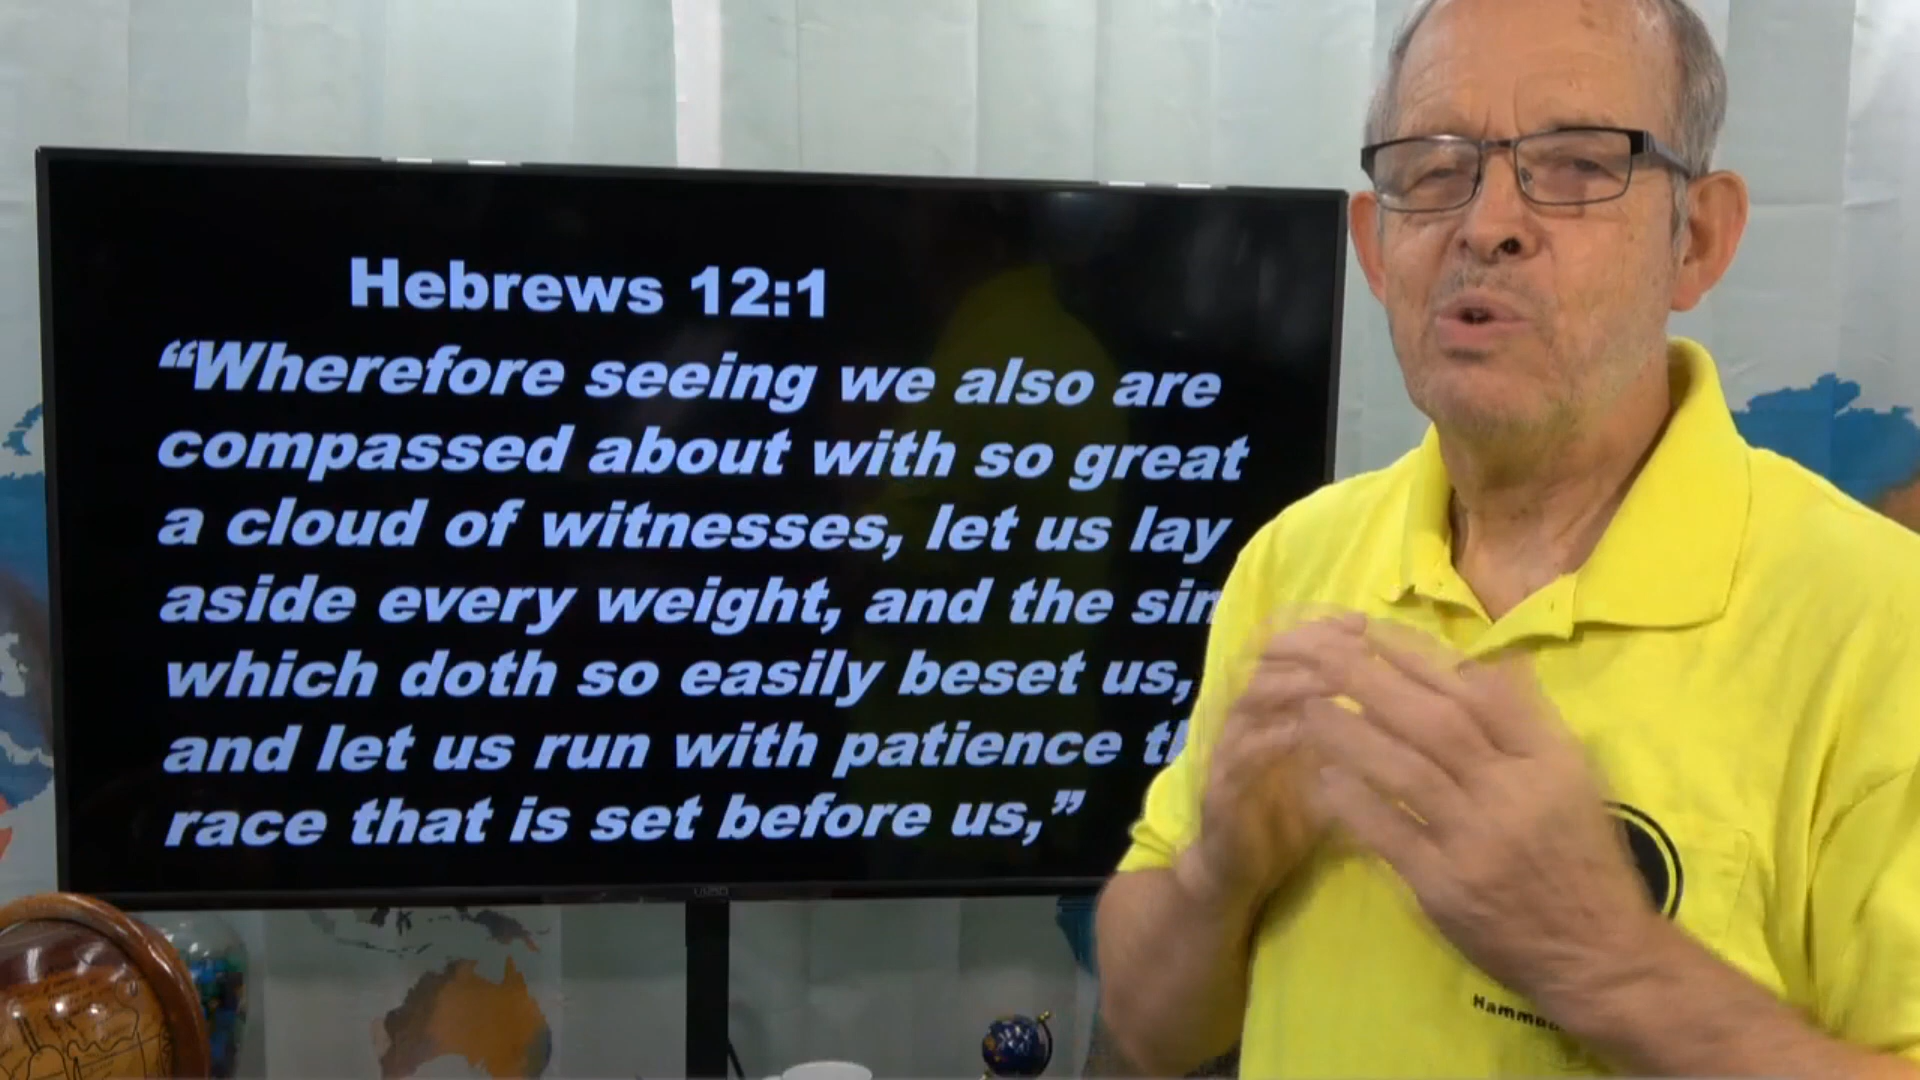 Hebrews 12:1
“Wherefore seeing we also are
compassed about with so great
a cloud of witnesses, let us lay
aside every weight, and the sin
which doth so easily beset us,
and let us run with patience
race that is set before us,”
VIZIO